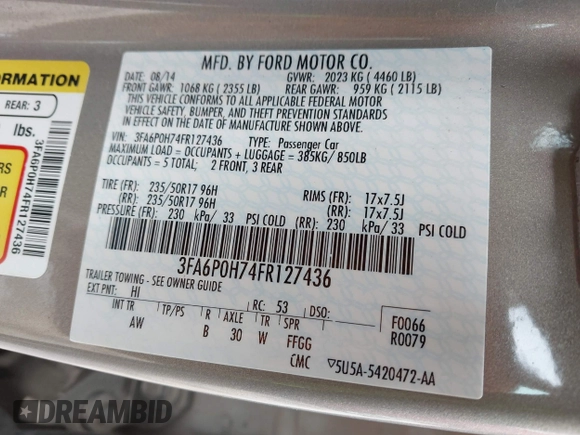 MFD. BY FORD MOTOR CO.
DATE: 08/14 GVWR: 2023 KG ( 4460 LB)
FRONT GAWR: 1068 KG ( 2355 LB) REAR GAWR: 959 KG ( 2115 LB)
THIS VEHICLE CONFORMS TO ALL APPLICABLE FEDERAL MOTOR
VEHICLE SAFETY, BUMPER, AND THEFT PREVENTION STANDARDS
IN EFFECT ON THE DATE OF MANUFACTURE SHOWN ABOVE.
VIN: 3FA6P0H74FR127436 TYPE: Passenger Car
MAXIMUM LOAD = OCCUPANTS + LUGGAGE = 385KG/ 850LB
OCCUPANTS = 5 TOTAL: 2 FRONT, 3 REAR
TIRE (FR): 235/50R17 96H RIMS (FR): 17x7.5J
(RR): 235/50R17 96H (RR): 17x7.5J
PRESSURE (FR): 230 kPa/ 33 PSI COLD (RR): 230 kPa/ 33 PSI COLD
3FA6P0H74FR127436
TRAILER TOWING - SEE OWNER GUIDE
EXT PNT: HI RC: 53 DSO: F0066
INT TR TP/PS R AXLE TR SPR R0079
AW B 30 W FFGG
CMC ▽5U5A-5420472-AA
ORMATION
REAR: 3
lbs.
3FA6P0H74FR127436
DREAMBID